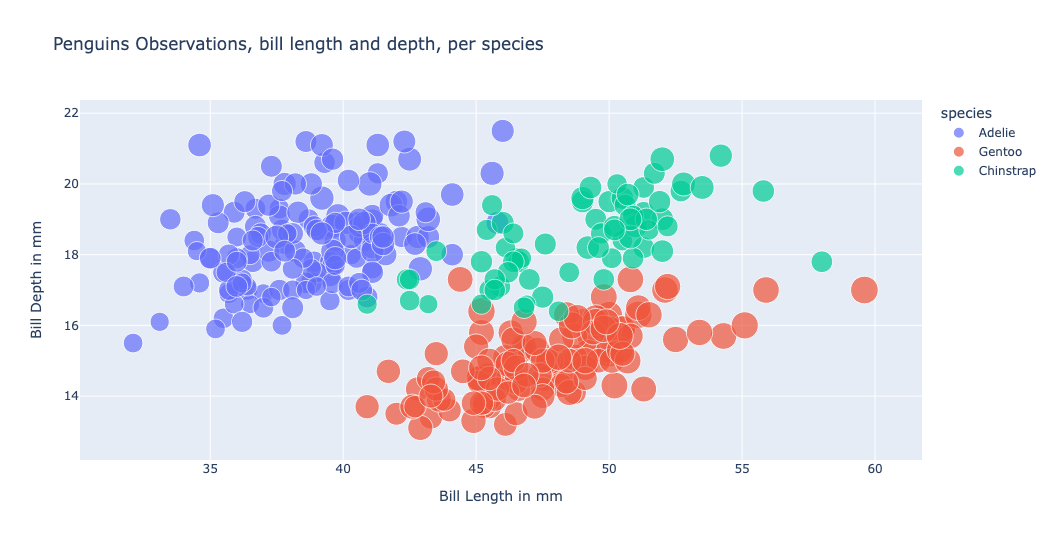 Penguins Observations, bill length and depth, per species
species
Adelie
Gentoo
Chinstrap
22
20
18
16
14
Bill Depth in mm
35
40
45
50
55
60
Bill Length in mm